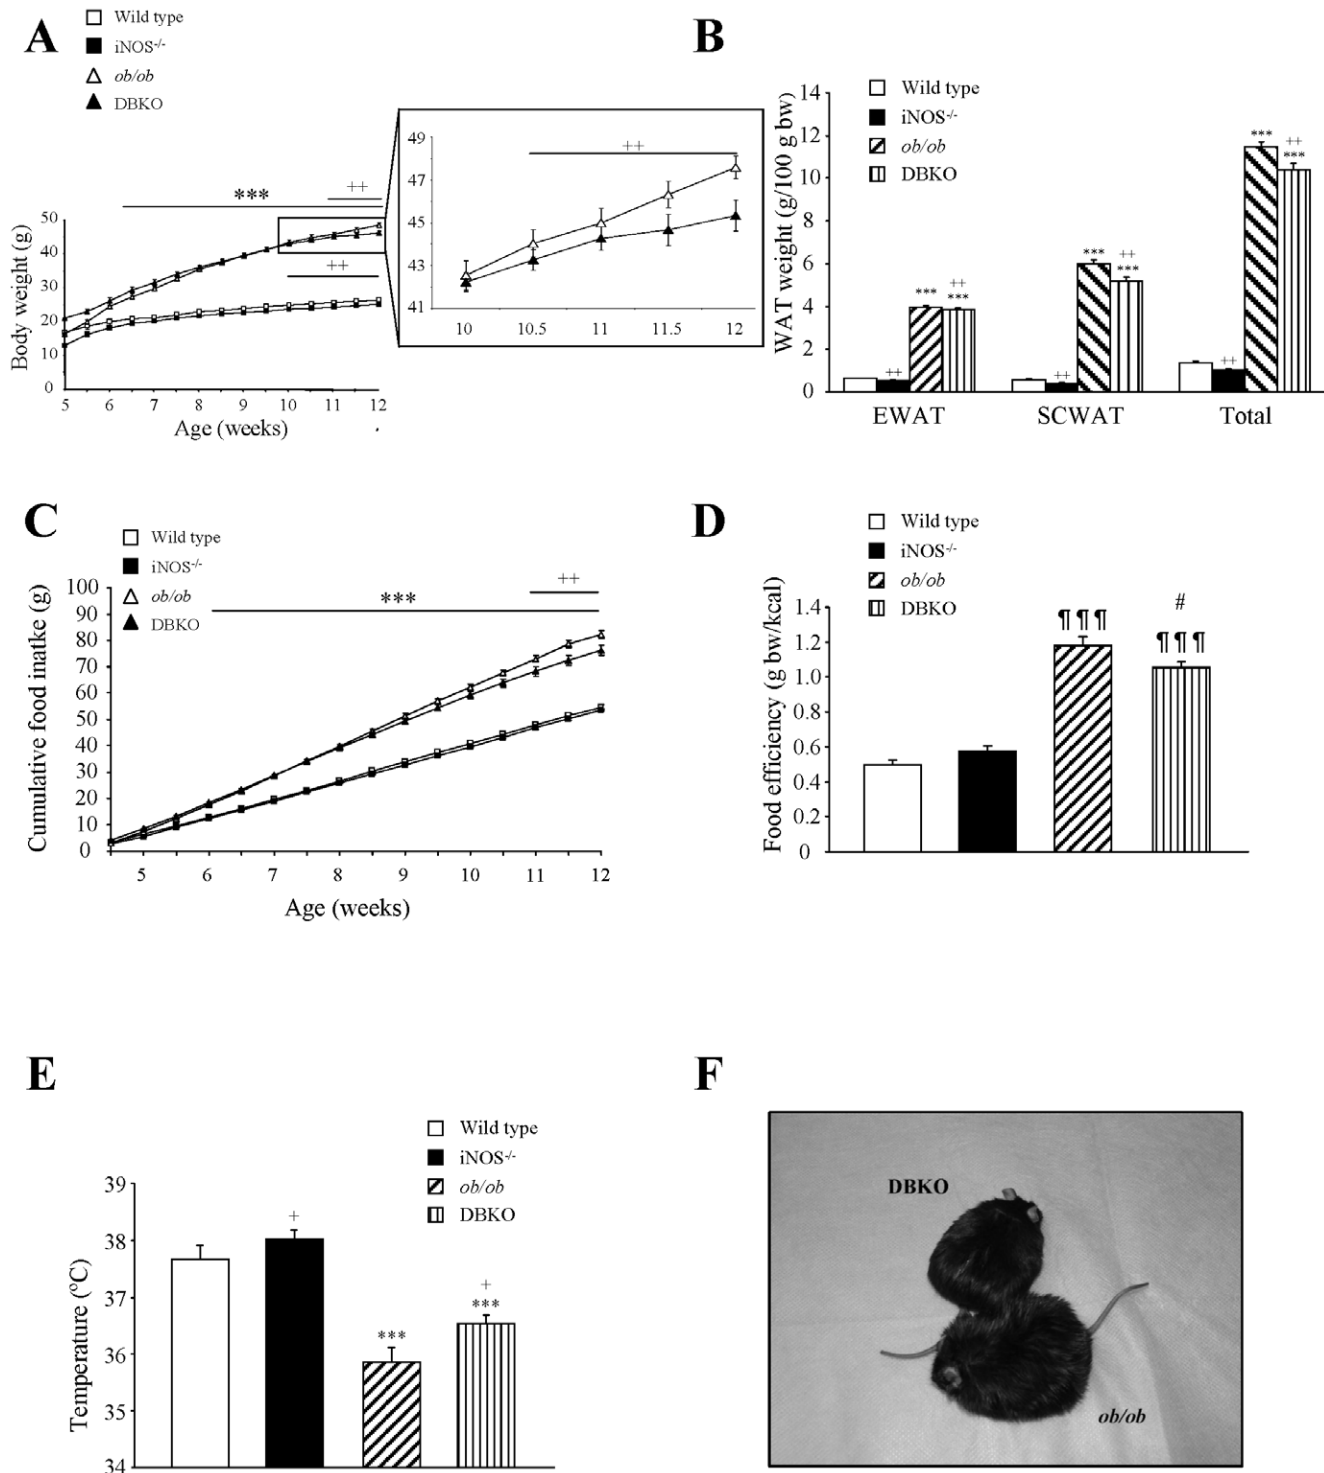 A
Wild type
iNOS-/-
ob/ob
DBKO
***
++
++
Body weight (g)
50
40
30
20
10
0
5 6 7 8 9 10 11 12
Age (weeks)
++
49
47
45
43
41
10 10.5 11 11.5 12
B
Wild type
iNOS-/-
ob/ob
DBKO
WAT weight (g/100 g bw)
14
12
10
8
6
4
2
0
++ *** ++ ***
++ *** ++ ***
++ *** ++ ***
EWAT SCWAT Total
C
Wild type
iNOS-/-
ob/ob
DBKO
***
++
Cumulative food inatke (g)
100
90
80
70
60
50
40
30
20
10
0
5 6 7 8 9 10 11 12
Age (weeks)
D
Wild type
iNOS-/-
ob/ob
DBKO
Food efficiency (g bw/kcal)
1.4
1.2
1.0
0.8
0.6
0.4
0.2
0
¶¶¶
#
¶¶¶
E
Wild type
iNOS-/-
ob/ob
DBKO
Temperature (ºC)
39
38
37
36
35
34
+
***
+
***
F
DBKO
ob/ob